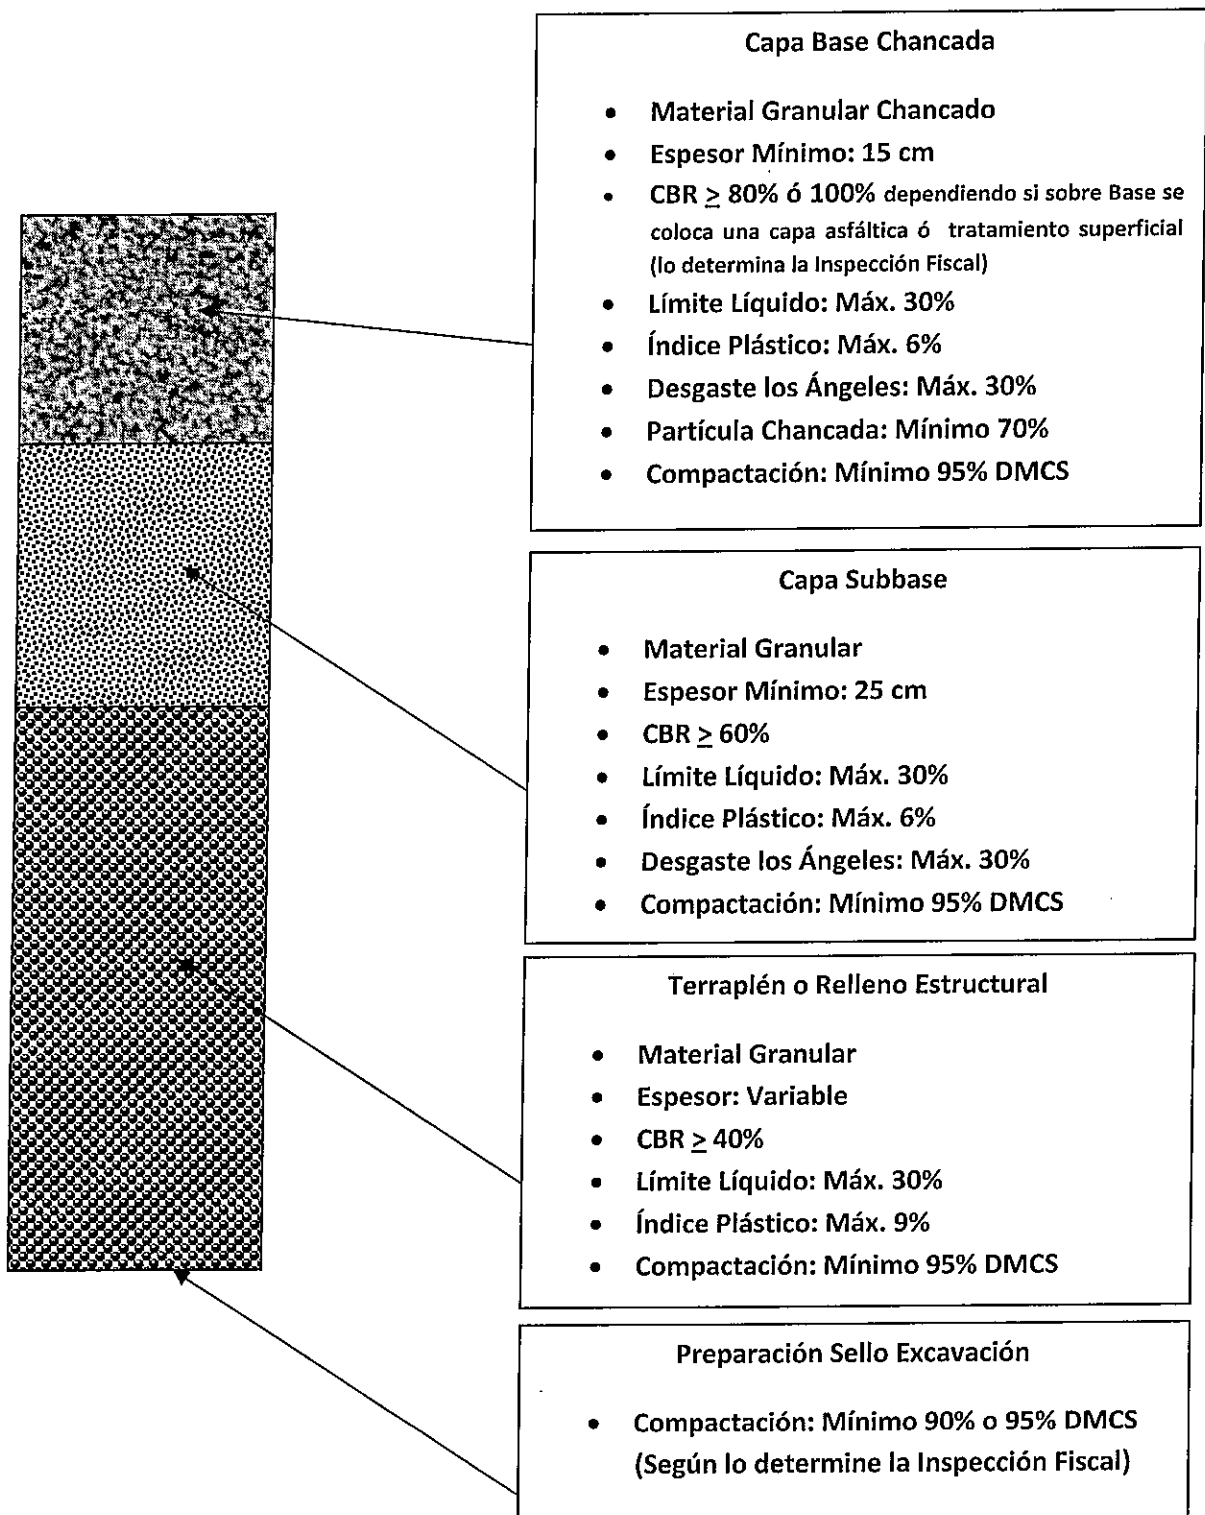 Capa Base Chancada
• Material Granular Chancado
• Espesor Mínimo: 15 cm
• CBR ≥ 80% ó 100% dependiendo si sobre Base se
coloca una capa asfáltica ó tratamiento superficial
(lo determina la Inspección Fiscal)
• Límite Líquido: Máx. 30%
• Índice Plástico: Máx. 6%
• Desgaste los Ángeles: Máx. 30%
• Partícula Chancada: Mínimo 70%
• Compactación: Mínimo 95% DMCS
Capa Subbase
• Material Granular
• Espesor Mínimo: 25 cm
• CBR ≥ 60%
• Límite Líquido: Máx. 30%
• Índice Plástico: Máx. 6%
• Desgaste los Ángeles: Máx. 30%
• Compactación: Mínimo 95% DMCS
Terraplén o Relleno Estructural
• Material Granular
• Espesor: Variable
• CBR ≥ 40%
• Límite Líquido: Máx. 30%
• Índice Plástico: Máx. 9%
• Compactación: Mínimo 95% DMCS
Preparación Sello Excavación
• Compactación: Mínimo 90% o 95% DMCS
(Según lo determine la Inspección Fiscal)